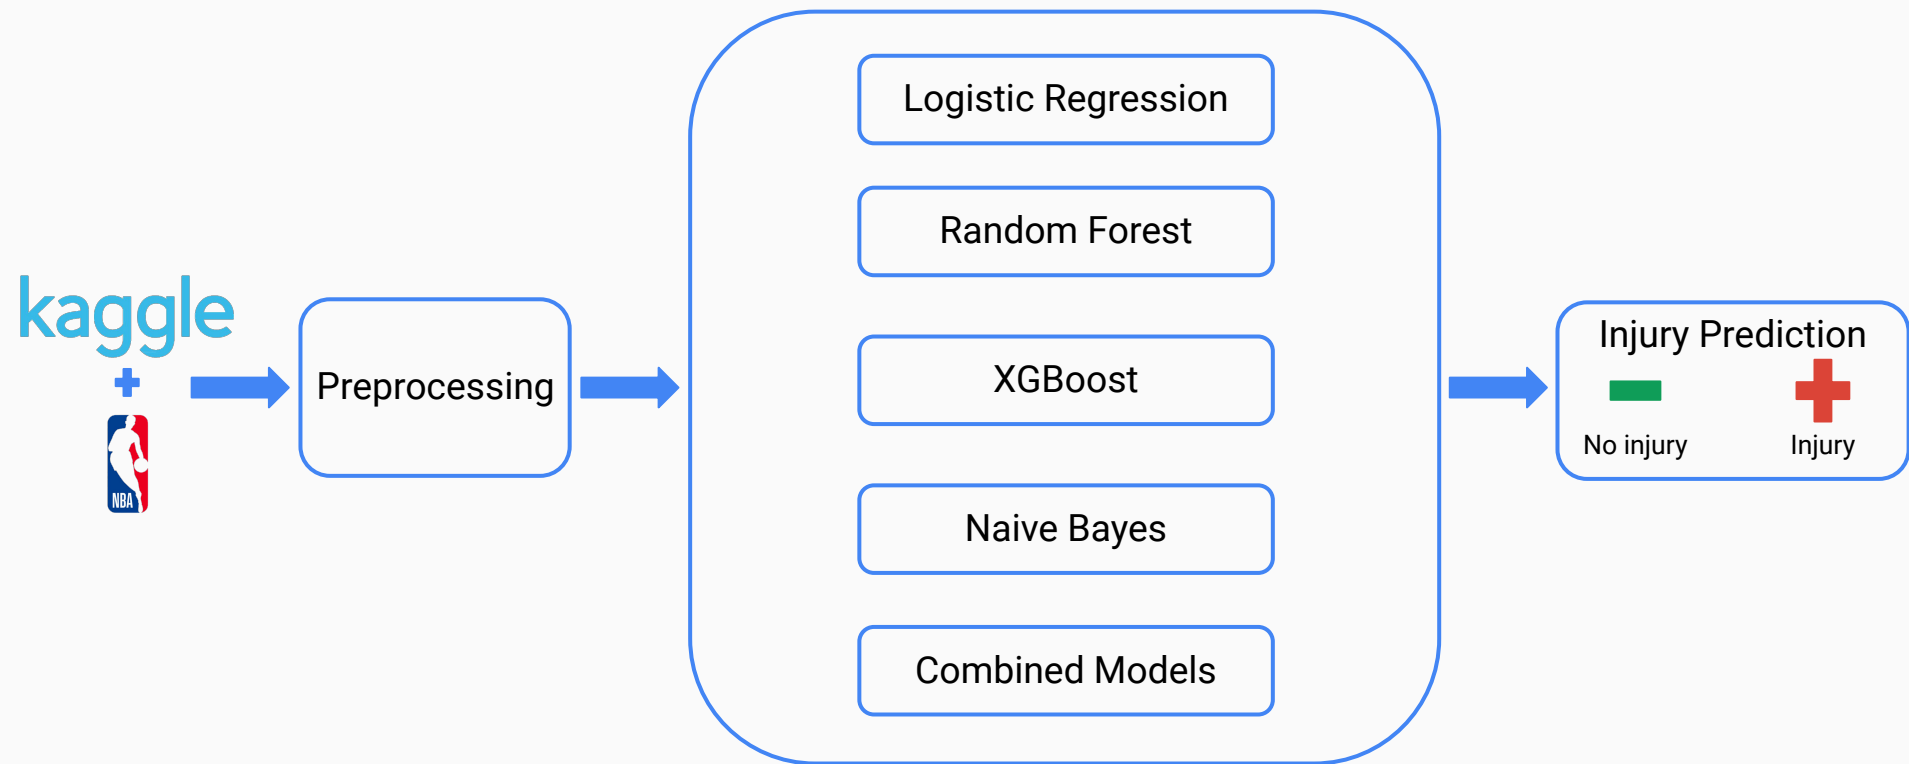 kaggle
NBA
Preprocessing
Logistic Regression
Random Forest
XGBoost
Naive Bayes
Combined Models
Injury Prediction
No injury
Injury